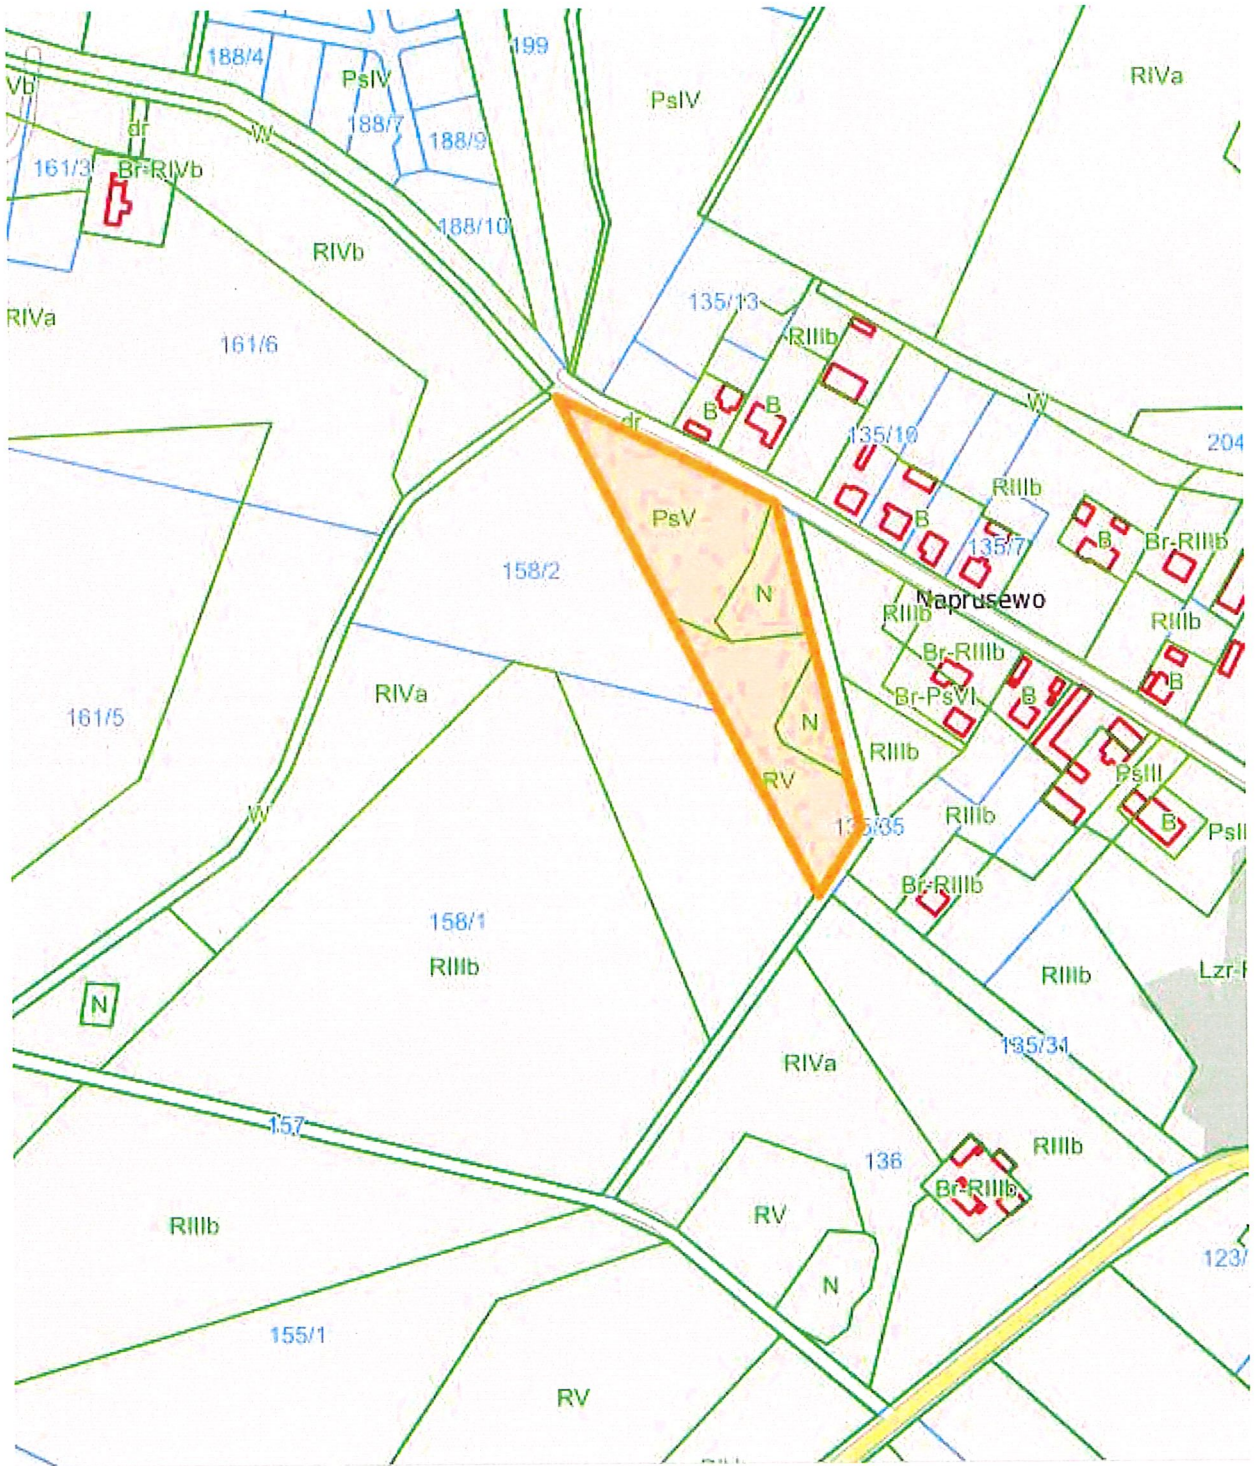 199
188/4
PsIV
PsIV
RIVa
Vb
188/7
dr
W
188/9
161/3
Br-RIVb
188/10
RIVb
135/13
RIVa
RIIIb
161/6
W
B
B
dr
135/10
204
RIIIb
PsV
B
135/7
B
Br-RIIIb
158/2
N
Naprusewo
RIIIb
RIIIb
Br-RIIIb
B
RIVa
Br-PsVI
B
161/5
N
RIIIb
PsIII
RV
W
RIIIb
B
135/35
Br-RIIIb
158/1
RIIIb
RIIIb
N
135/31
RIVa
157
RIIIb
136
Br-RIIIb
RV
RIIIb
123/
N
155/1
RV